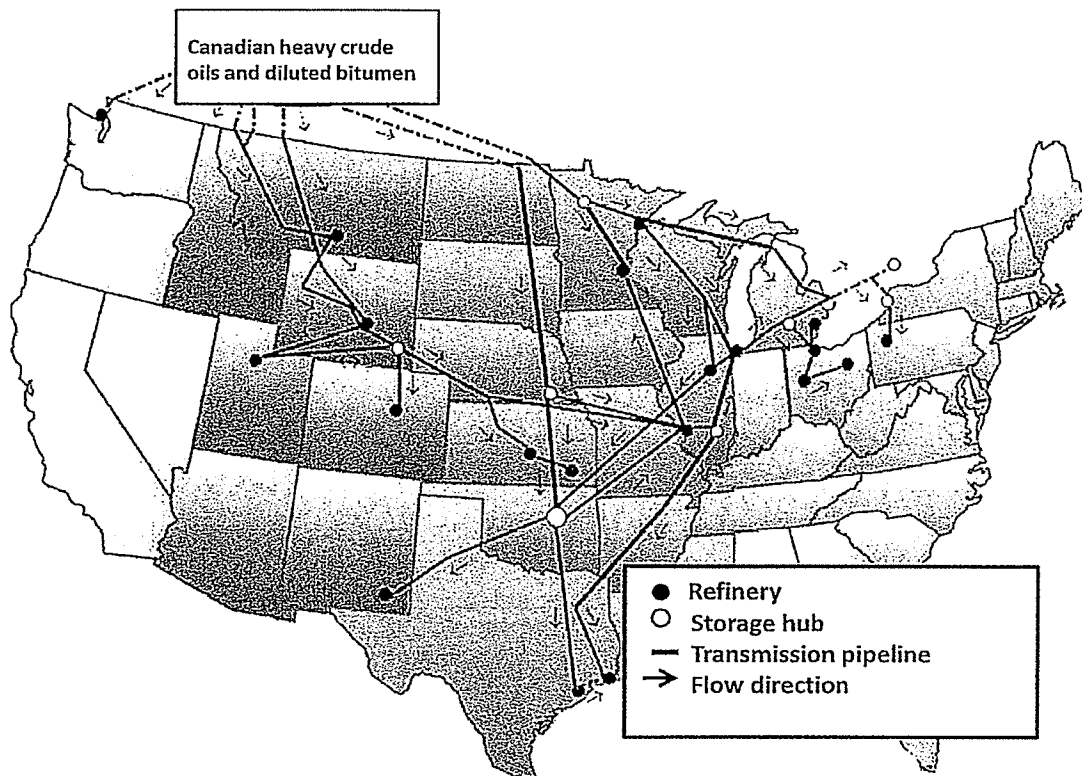 Canadian heavy crude
oils and diluted bitumen
Refinery
Storage hub
Transmission pipeline
Flow direction